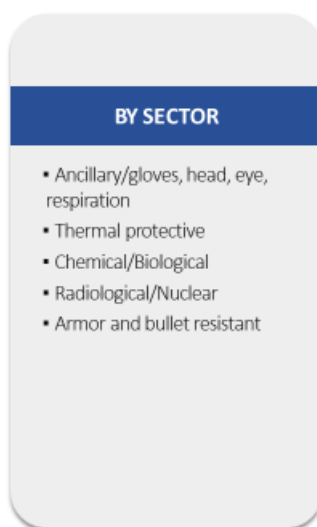 BY SECTOR
▪ Ancillary/gloves, head, eye,
respiration
▪ Thermal protective
▪ Chemical/Biological
▪ Radiological/Nuclear
▪ Armor and bullet resistant